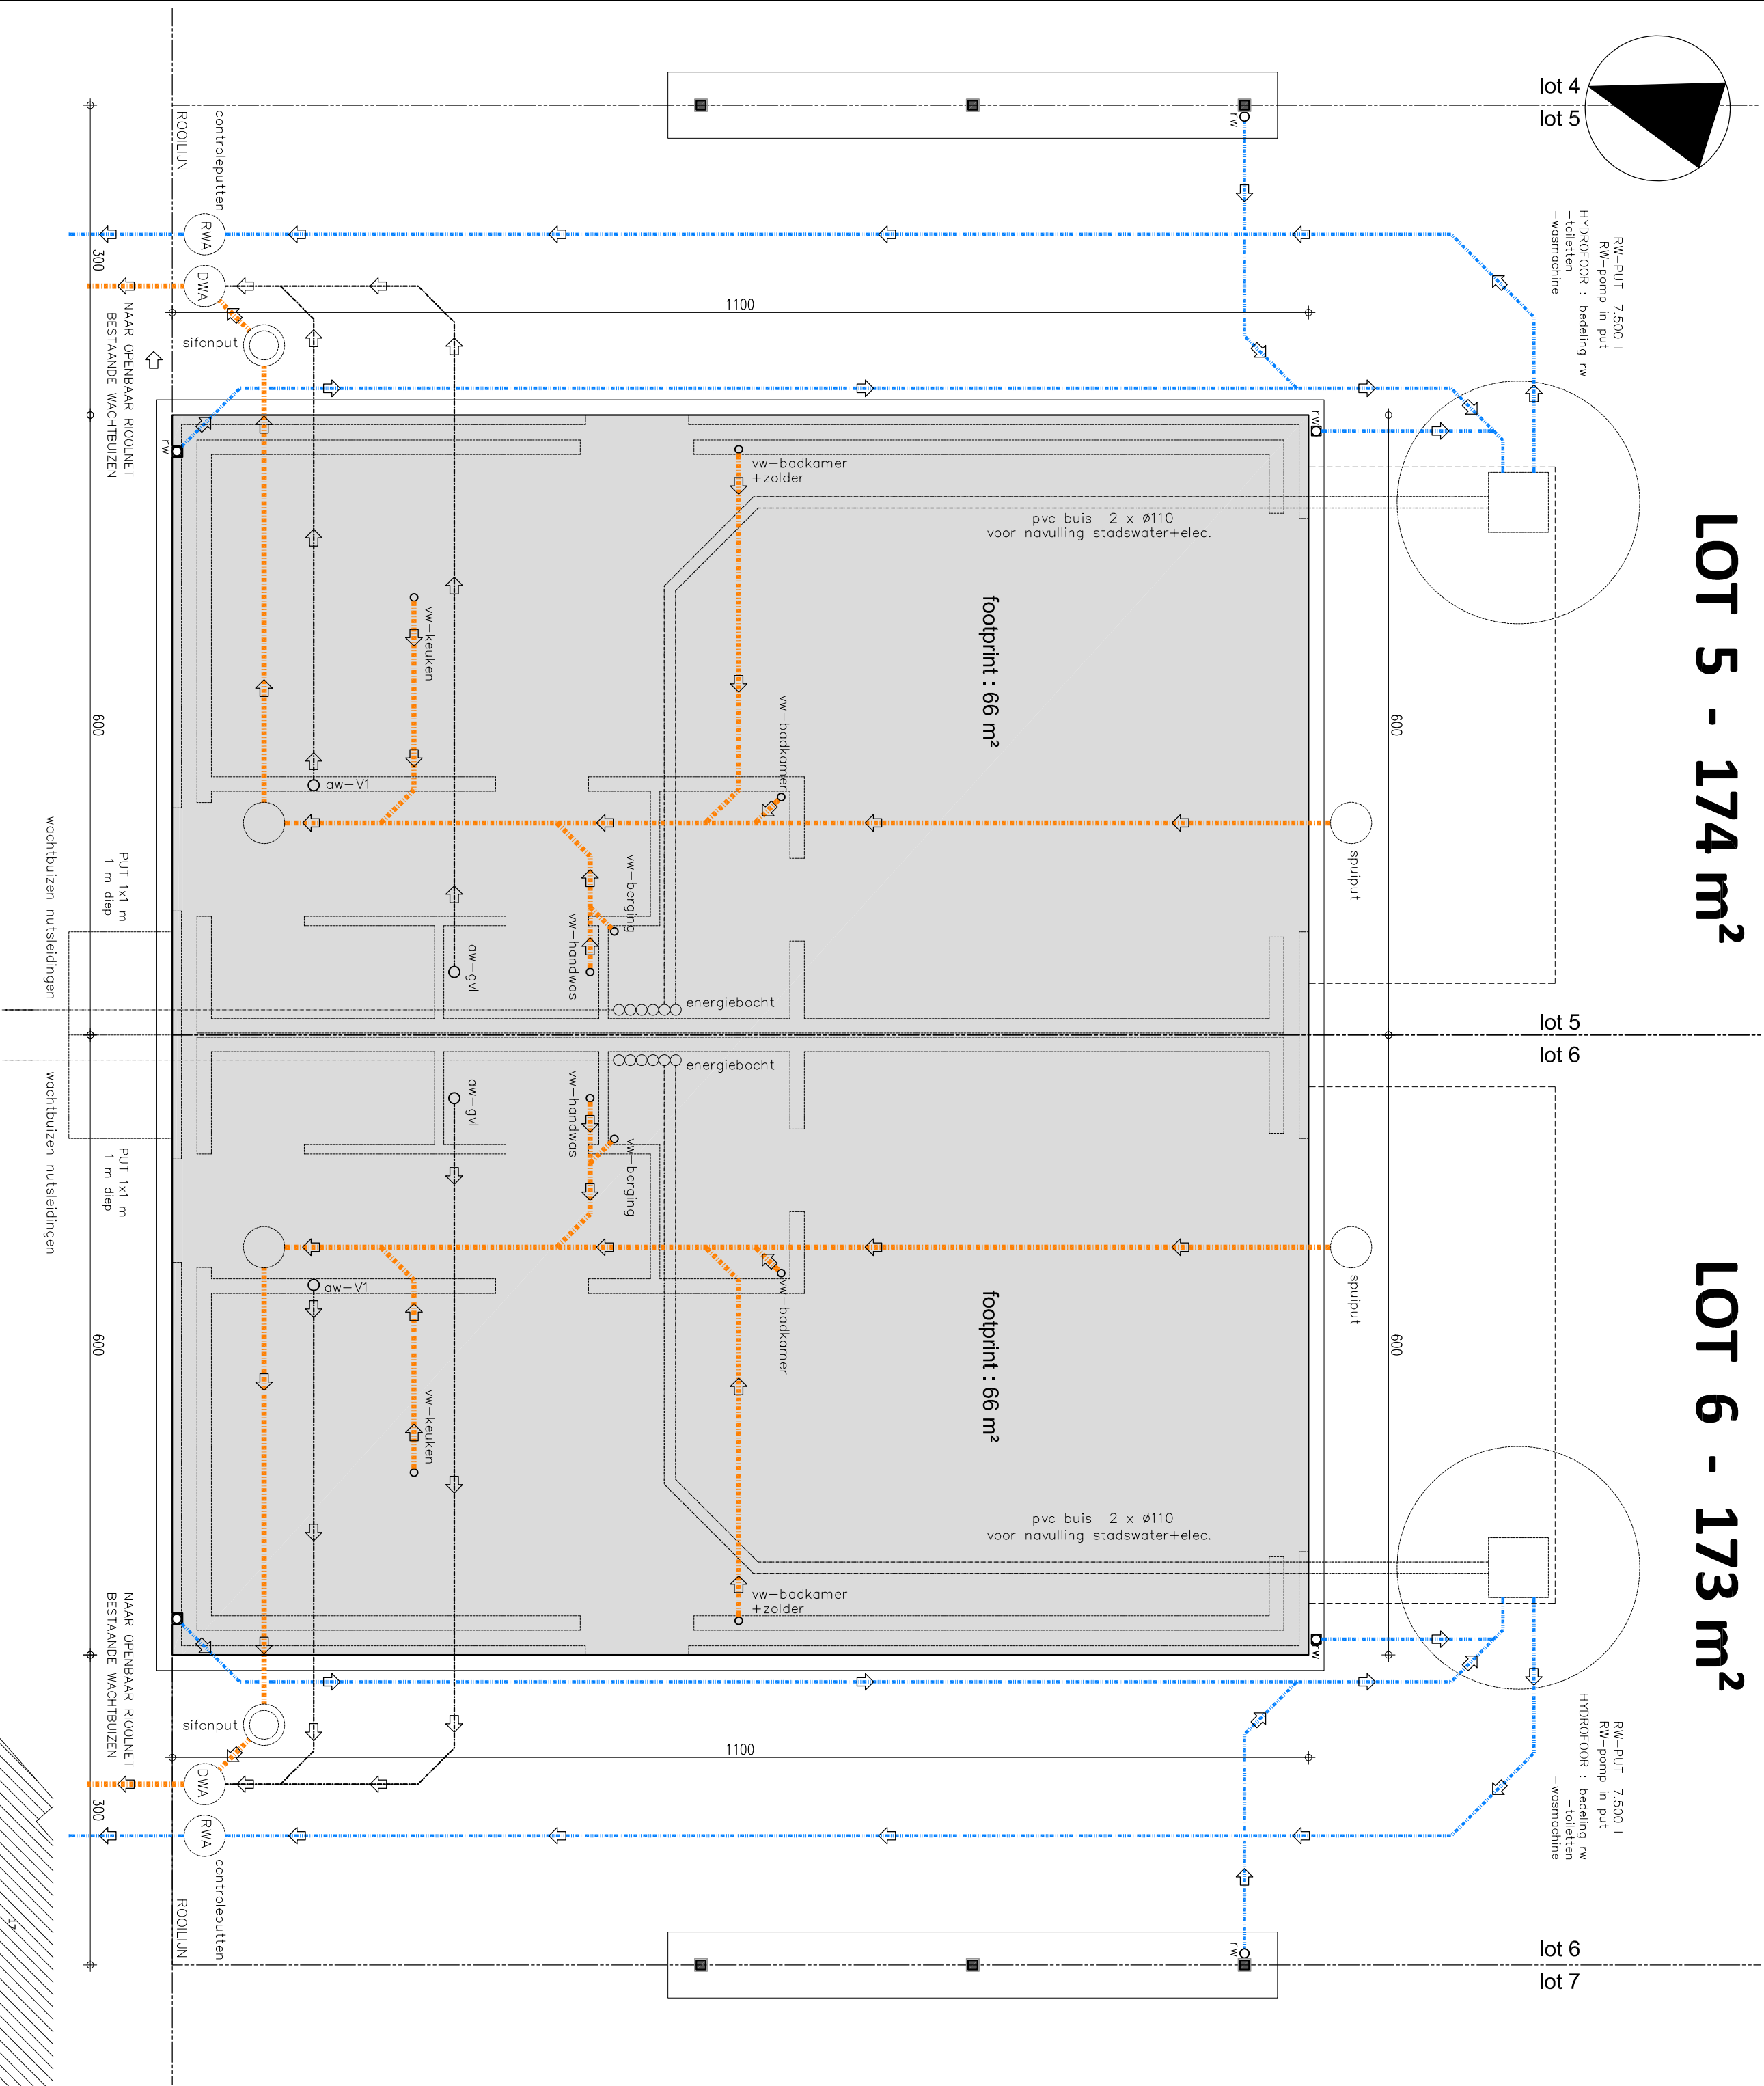 lot 4
lot 5
LOT 5 - 174 m²
RW-PUT 7.500 l
RW-pomp in put
HYDROFOOR : bedeling rw
-toiletten
-wasmachine
rw
controleputten
ROOILIJN
RWA
DWA
300
NAAR OPENBAAR RIOOLNET
BESTAANDE WACHTBUIZEN
sifonput
1100
rw
rw
vw-badkamer
+zolder
pvc buis 2 x Ø110
voor navulling stadswater+elec.
footprint : 66 m²
vw-keuken
vw-badkamer
600
600
aw-V1
spuiput
vw-berging
vw-handwas
aw-gvl
PUT 1x1 m
1 m diep
wachtbuizen nutsleidingen
energiebocht
lot 5
lot 6
LOT 6 - 173 m²
energiebocht
aw-gvl
vw-handwas
vw-berging
wachtbuizen nutsleidingen
PUT 1x1 m
1 m diep
spuiput
aw-V1
vw-badkamer
footprint : 66 m²
600
600
vw-keuken
pvc buis 2 x Ø110
voor navulling stadswater+elec.
vw-badkamer
+zolder
rw
NAAR OPENBAAR RIOOLNET
BESTAANDE WACHTBUIZEN
sifonput
1100
DWA
RWA
300
controleputten
ROOILIJN
RW-PUT 7.500 l
RW-pomp in put
HYDROFOOR : bedeling rw
-toiletten
-wasmachine
rw
17
lot 6
lot 7